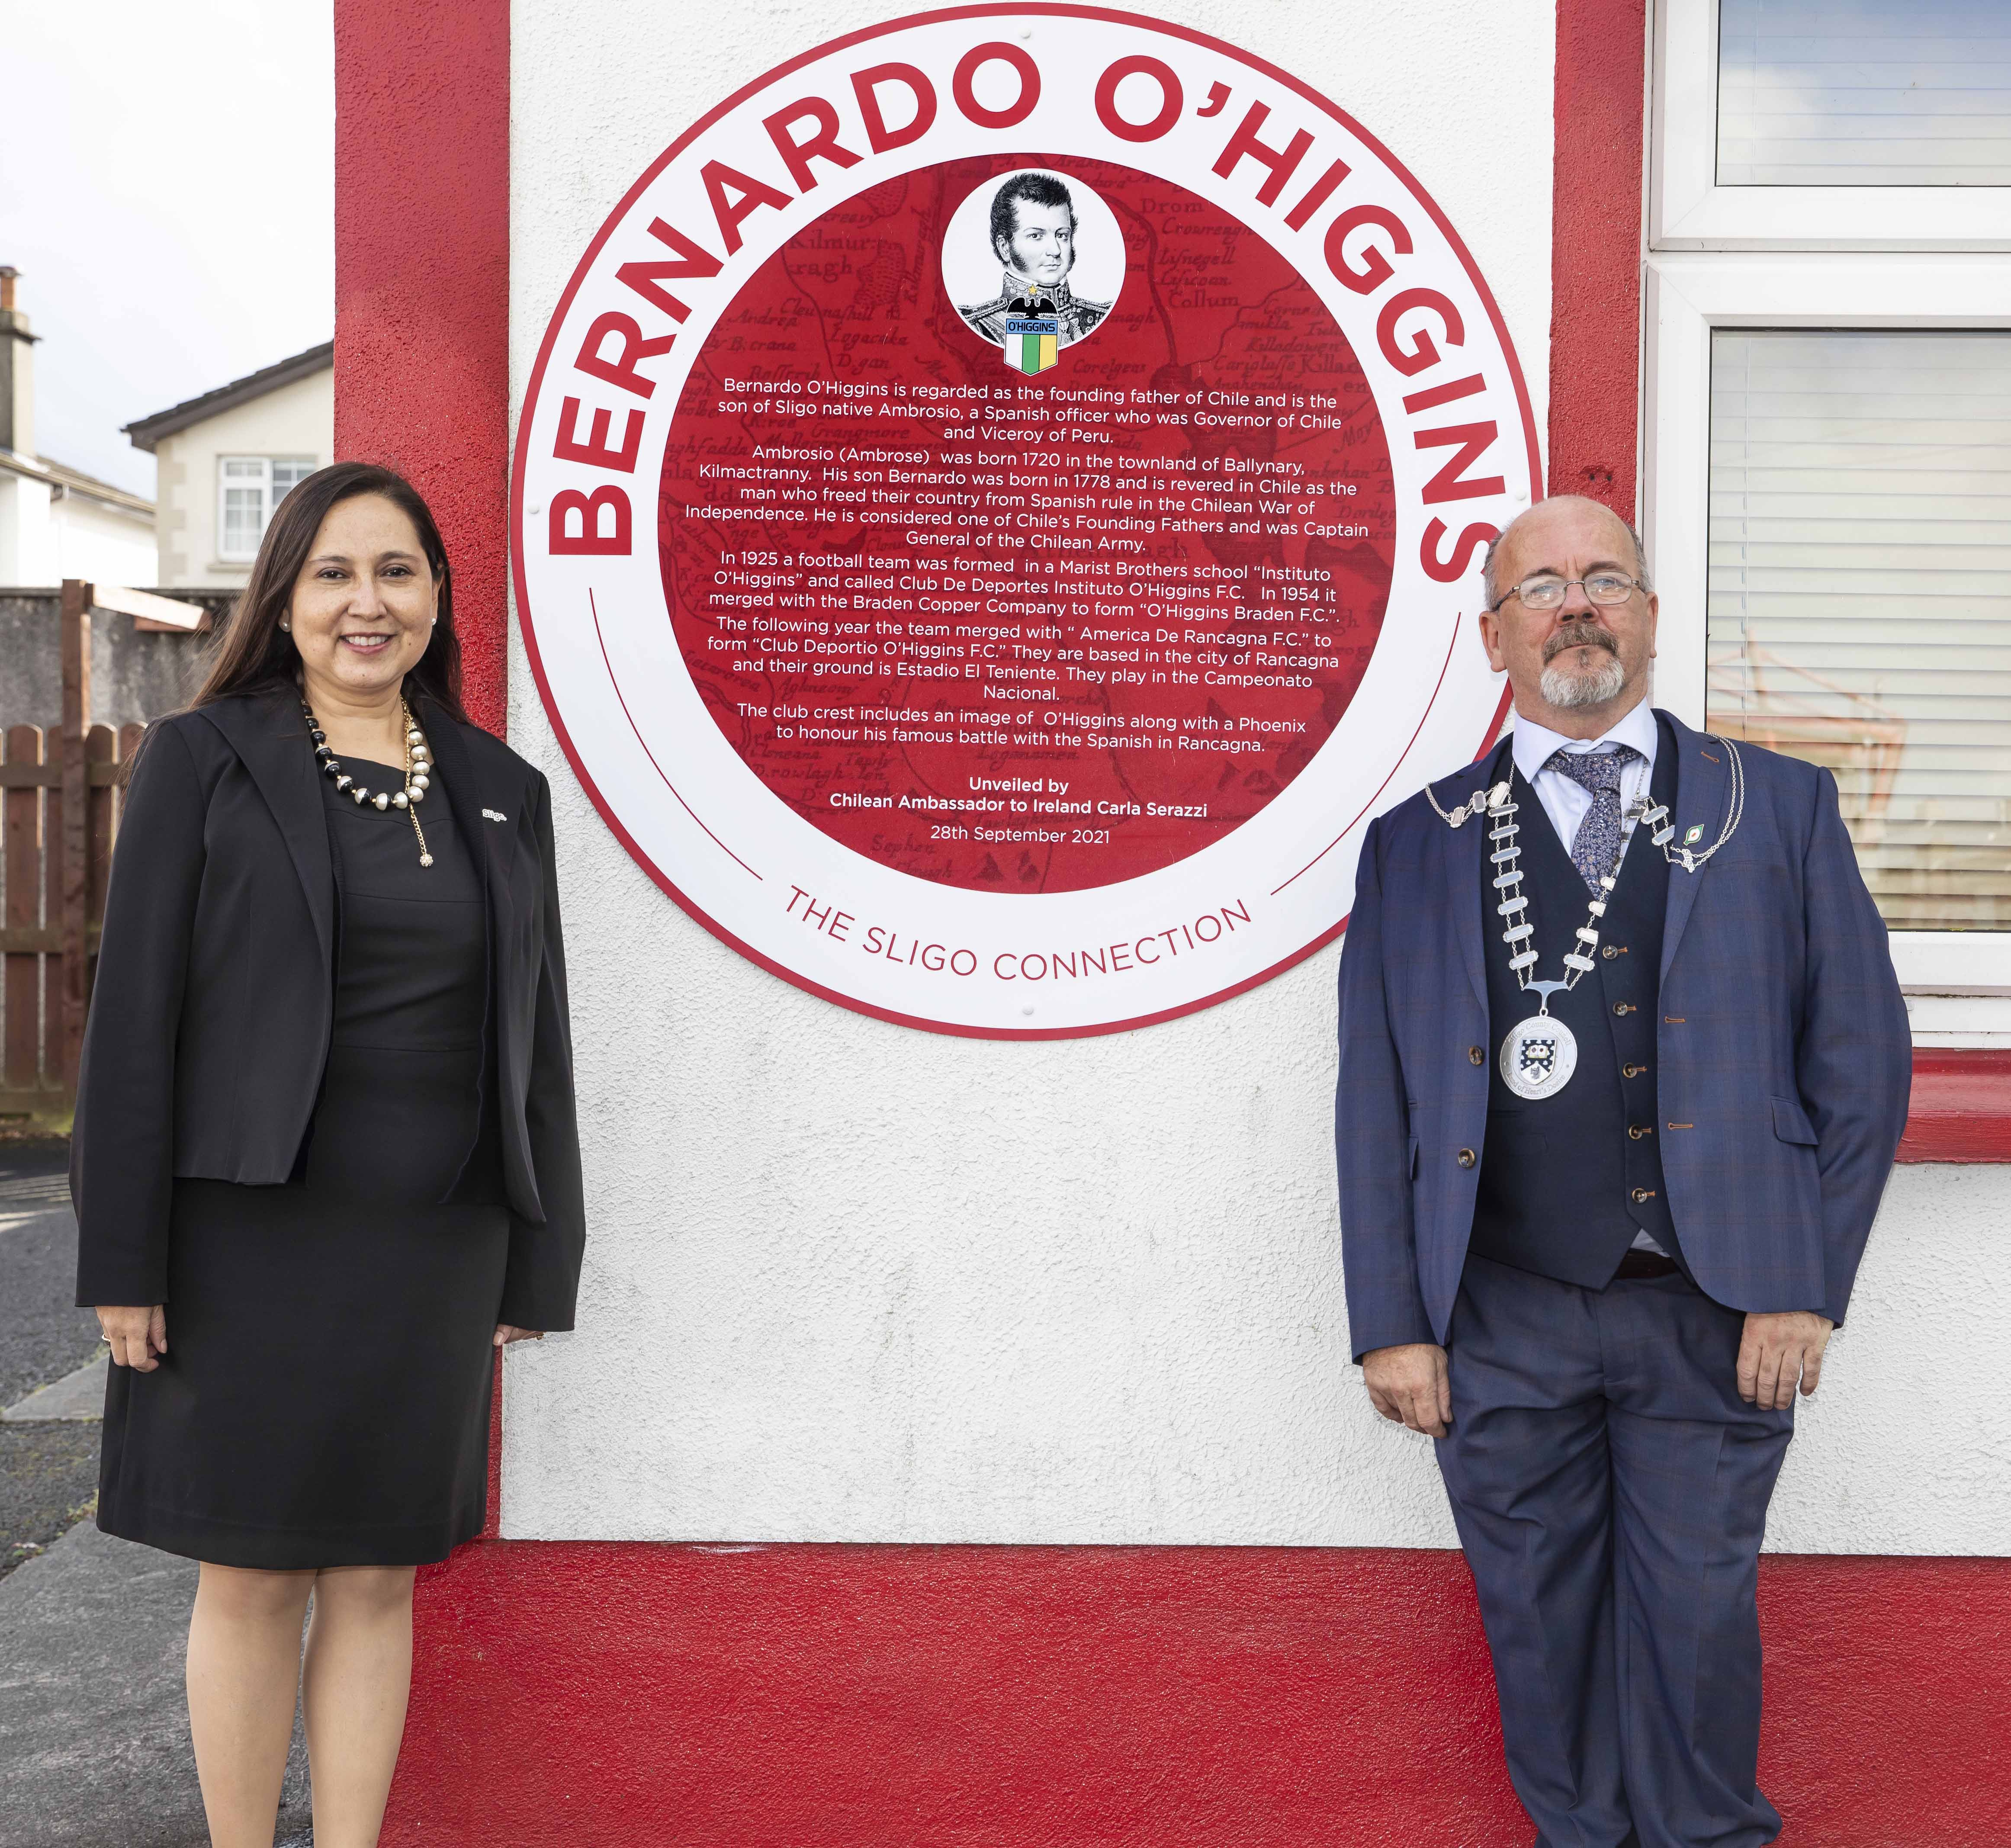 BERNARDO O'HIGGINS
O'HIGGINS
Bernardo O'Higgins is regarded as the founding father of Chile and is the
son of Sligo native Ambrosio, a Spanish officer who was Governor of Chile
and Viceroy of Peru.
Ambrosio (Ambrose) was born 1720 in the townland of Ballynary,
Kilmactranny. His son Bernardo was born in 1778 and is revered in Chile as the
man who freed their country from Spanish rule in the Chilean War of
Independence. He is considered one of Chile's Founding Fathers and was Captain
General of the Chilean Army.
In 1925 a football team was formed in a Marist Brothers school "Instituto
O'Higgins" and called Club De Deportes Instituto O'Higgins F.C. In 1954 it
merged with the Braden Copper Company to form "O'Higgins Braden F.C.".
The following year the team merged with " America De Rancagna F.C." to
form "Club Deportio O'Higgins F.C." They are based in the city of Rancagna
and their ground is Estadio El Teniente. They play in the Campeonato
Nacional.
The club crest includes an image of O'Higgins along with a Phoenix
to honour his famous battle with the Spanish in Rancagna.
Unveiled by
Chilean Ambassador to Ireland Carla Serazzi
28th September 2021
THE SLIGO CONNECTION
Sligo.